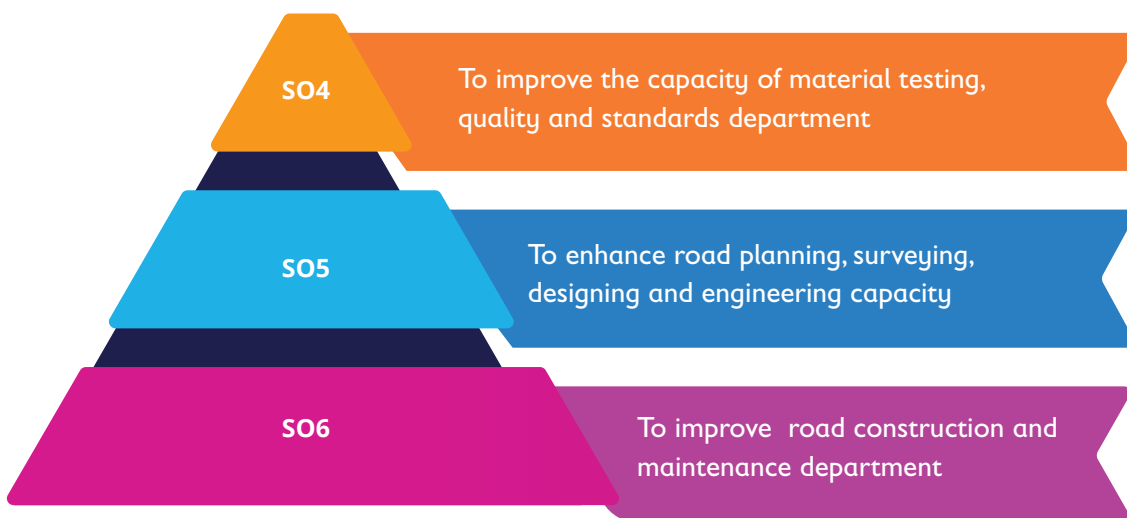 SO4
To improve the capacity of material testing,
quality and standards department
SO5
To enhance road planning, surveying,
designing and engineering capacity
SO6
To improve  road construction and
maintenance department